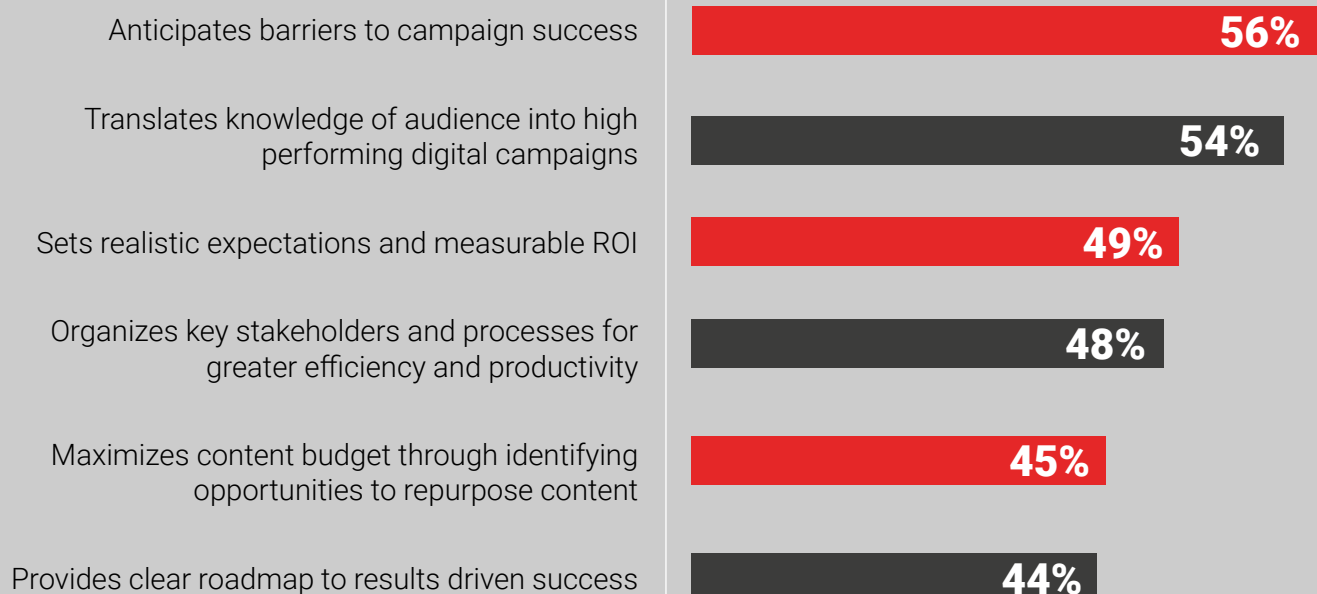 Anticipates barriers to campaign success
56%
Translates knowledge of audience into high
performing digital campaigns
54%
Sets realistic expectations and measurable ROI
49%
Organizes key stakeholders and processes for
greater efficiency and productivity
48%
Maximizes content budget through identifying
opportunities to repurpose content
45%
Provides clear roadmap to results driven success
44%